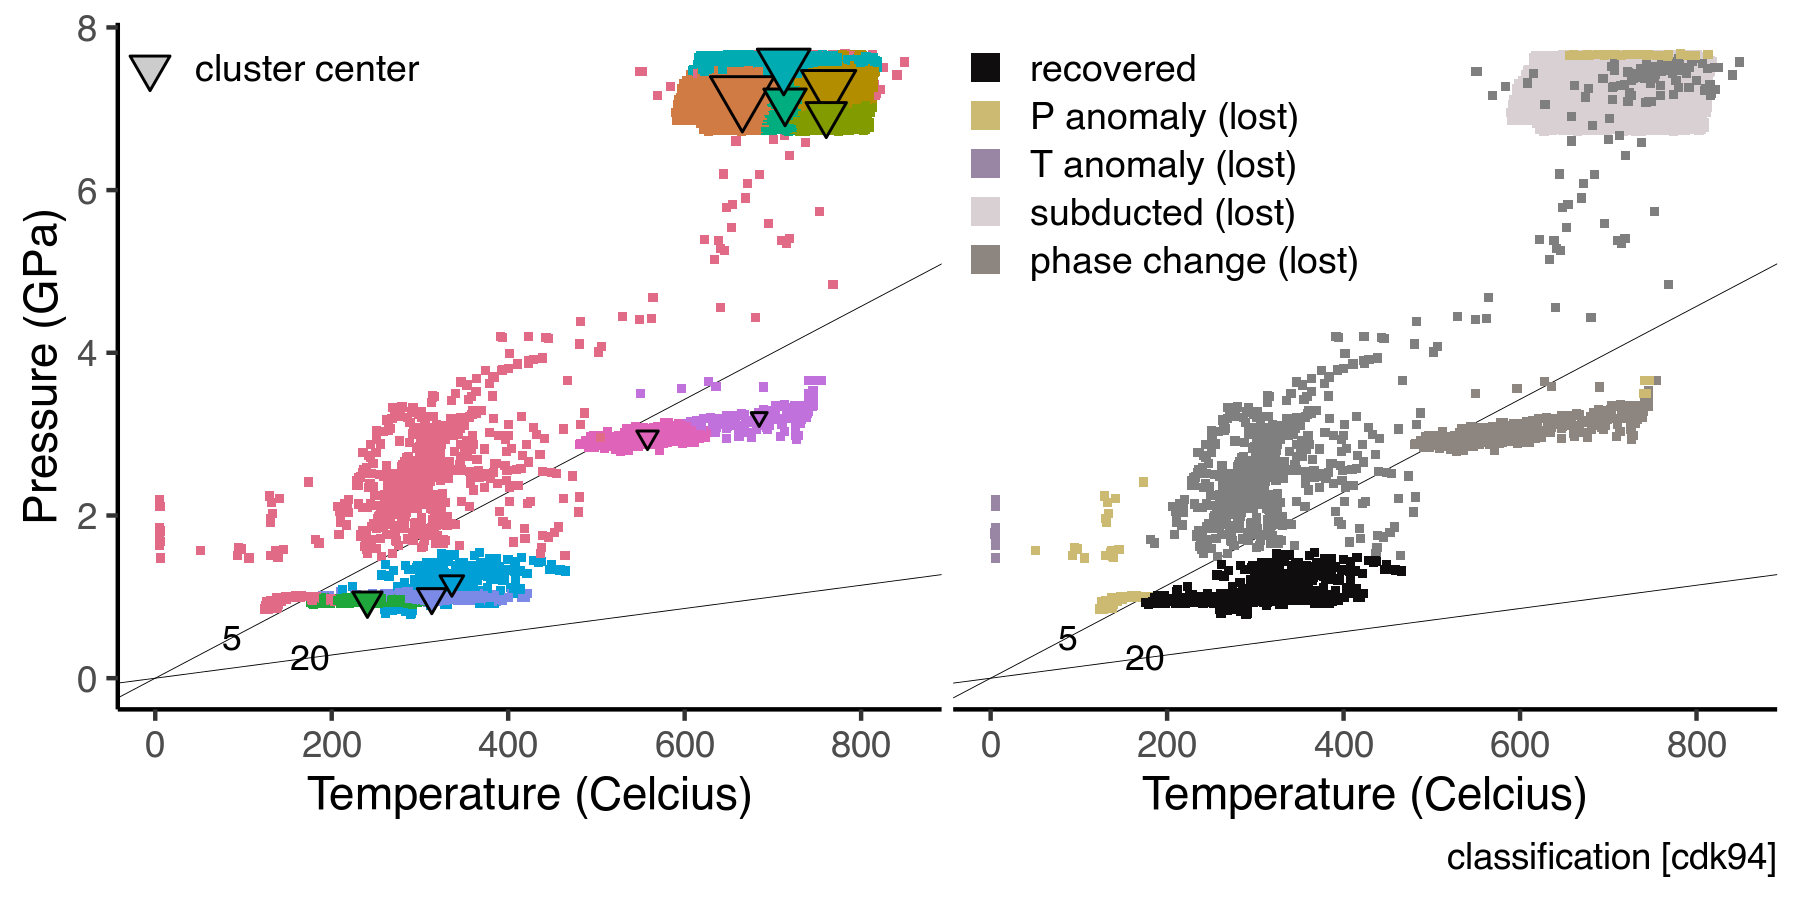 8
6
4
2
0
Pressure (GPa)
cluster center
5
20
0 200 400 600 800
Temperature (Celcius)
recovered
P anomaly (lost)
T anomaly (lost)
subducted (lost)
phase change (lost)
5
20
0 200 400 600 800
Temperature (Celcius)
classification [cdk94]